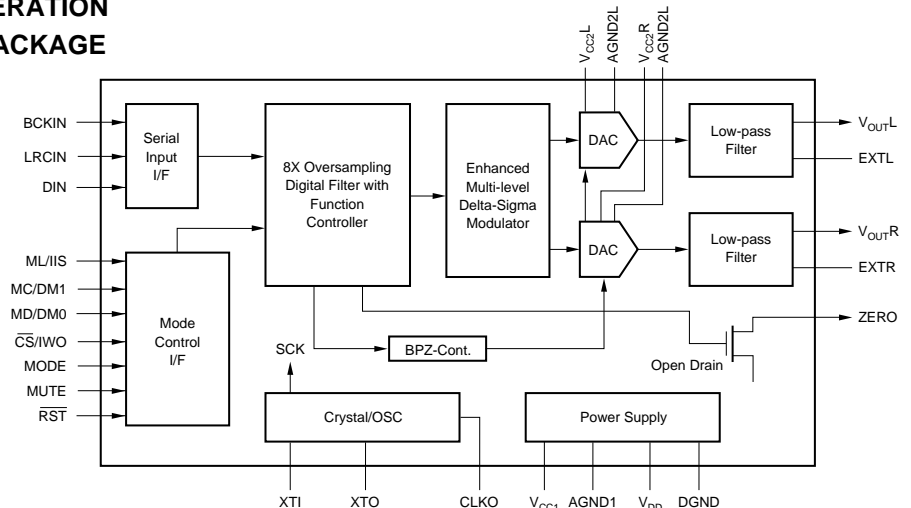 ERATION
ACKAGE
VCC2L
AGND2L
VCC2R
AGND2L
BCKIN
LRCIN
DIN
Serial
Input
I/F
8X Oversampling
Digital Filter with
Function
Controller
Enhanced
Multi-level
Delta-Sigma
Modulator
DAC
Low-pass
Filter
VOUTL
EXTL
DAC
Low-pass
Filter
VOUTR
EXTR
ML/IIS
MC/DM1
MD/DM0
CS/IWO
MODE
MUTE
RST
Mode
Control
I/F
SCK
BPZ-Cont.
Open Drain
ZERO
Crystal/OSC
Power Supply
XTI
XTO
CLKO
VCC1
AGND1
VDD
DGND